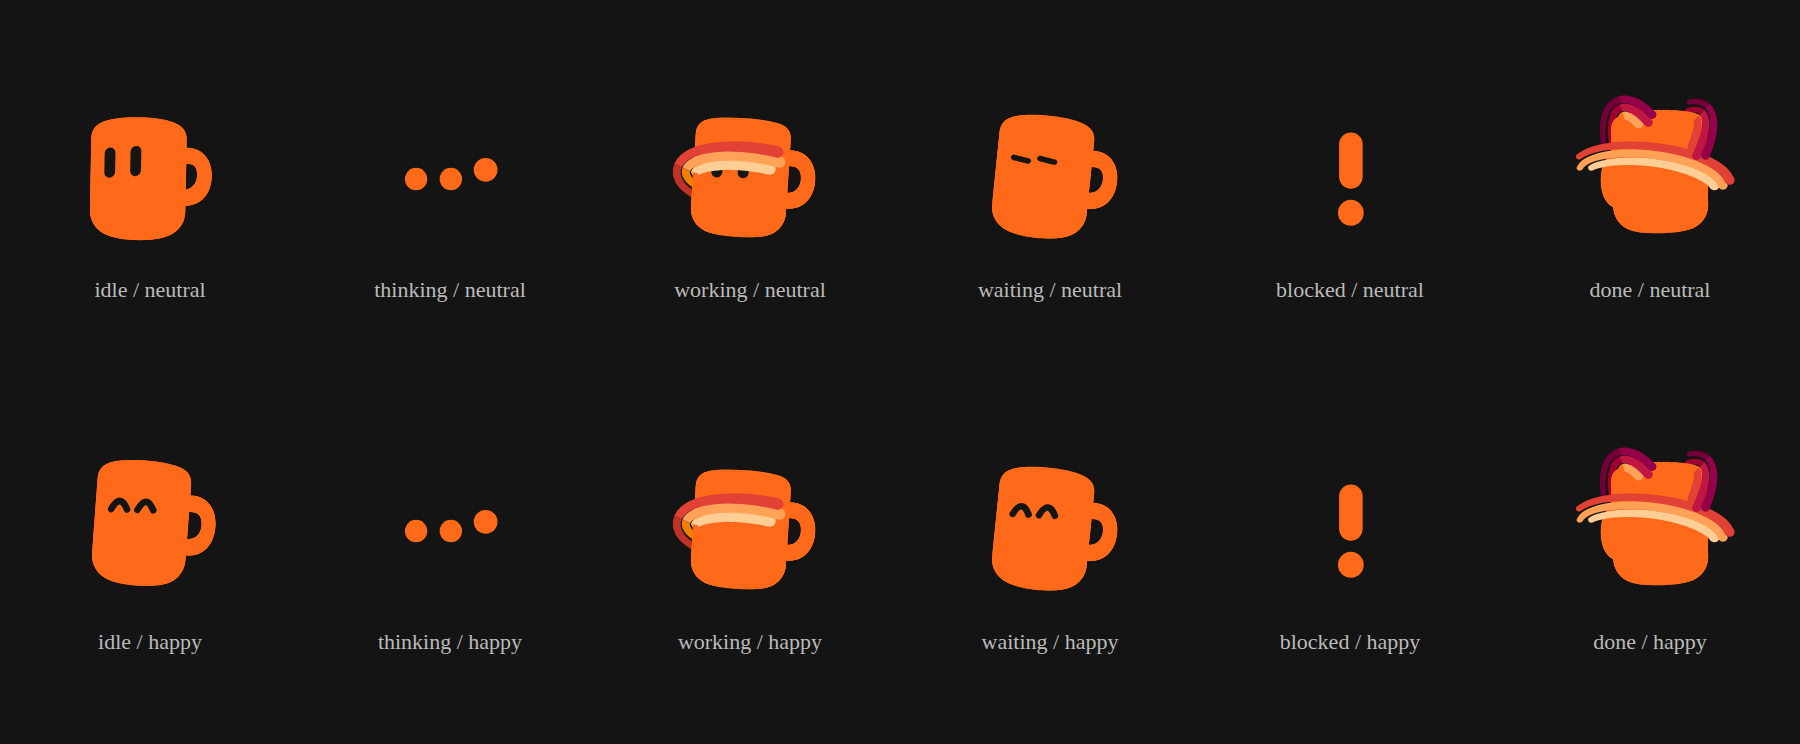 idle / neutral
thinking / neutral
working / neutral
waiting / neutral
blocked / neutral
done / neutral
idle / happy
thinking / happy
working / happy
waiting / happy
blocked / happy
done / happy